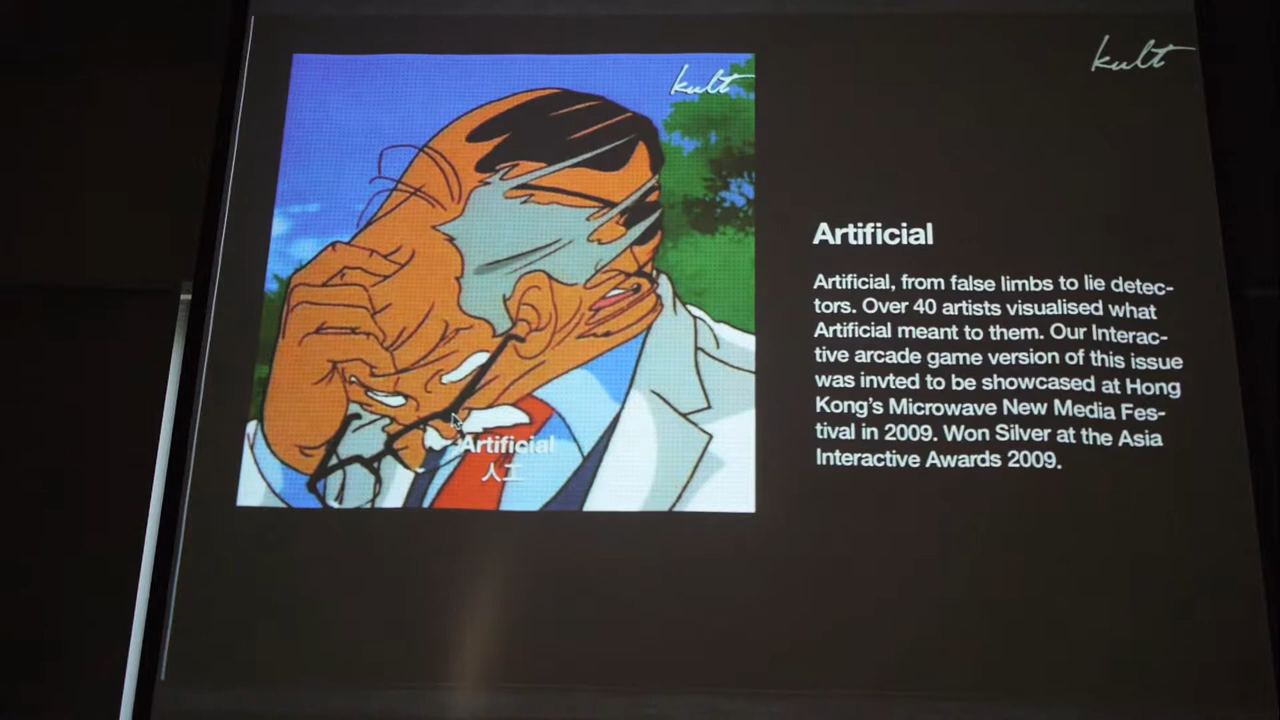 kult
kult
Artificial
人工
Artificial
Artificial, from false limbs to lie detec-
tors. Over 40 artists visualised what
Artificial meant to them. Our Interac-
tive arcade game version of this issue
was invted to be showcased at Hong
Kong's Microwave New Media Fes-
tival in 2009. Won Silver at the Asia
Interactive Awards 2009.